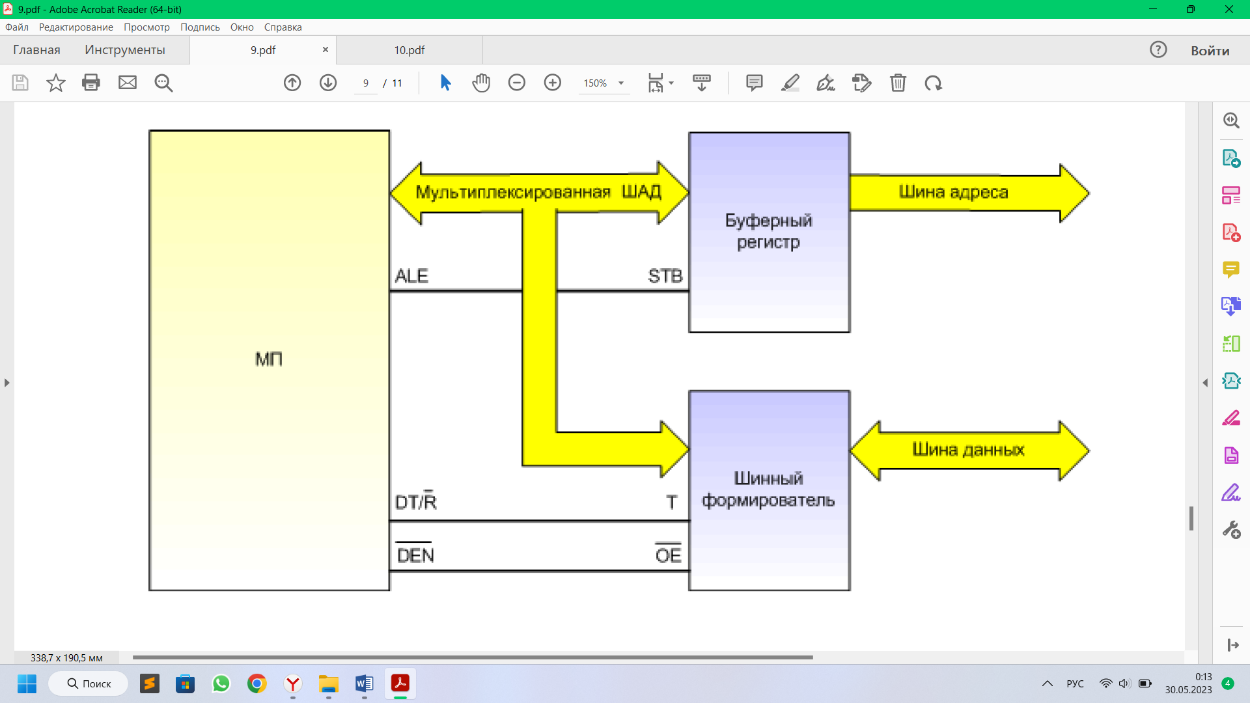 9.pdf - Adobe Acrobat Reader (64-bit)
Файл Редактирование Просмотр Подпись Окно Справка
Главная Инструменты 9.pdf × 10.pdf Войти
9 / 11 150%
Мультиплексированная ШАД
Шина адреса
Буферный
регистр
ALE STB
МП
Шина данных
Шинный
формирователь
DT/R̅ T
D̅E̅N̅ O̅E̅
338,7 x 190,5 мм
Поиск
РУС
0:13
30.05.2023
4